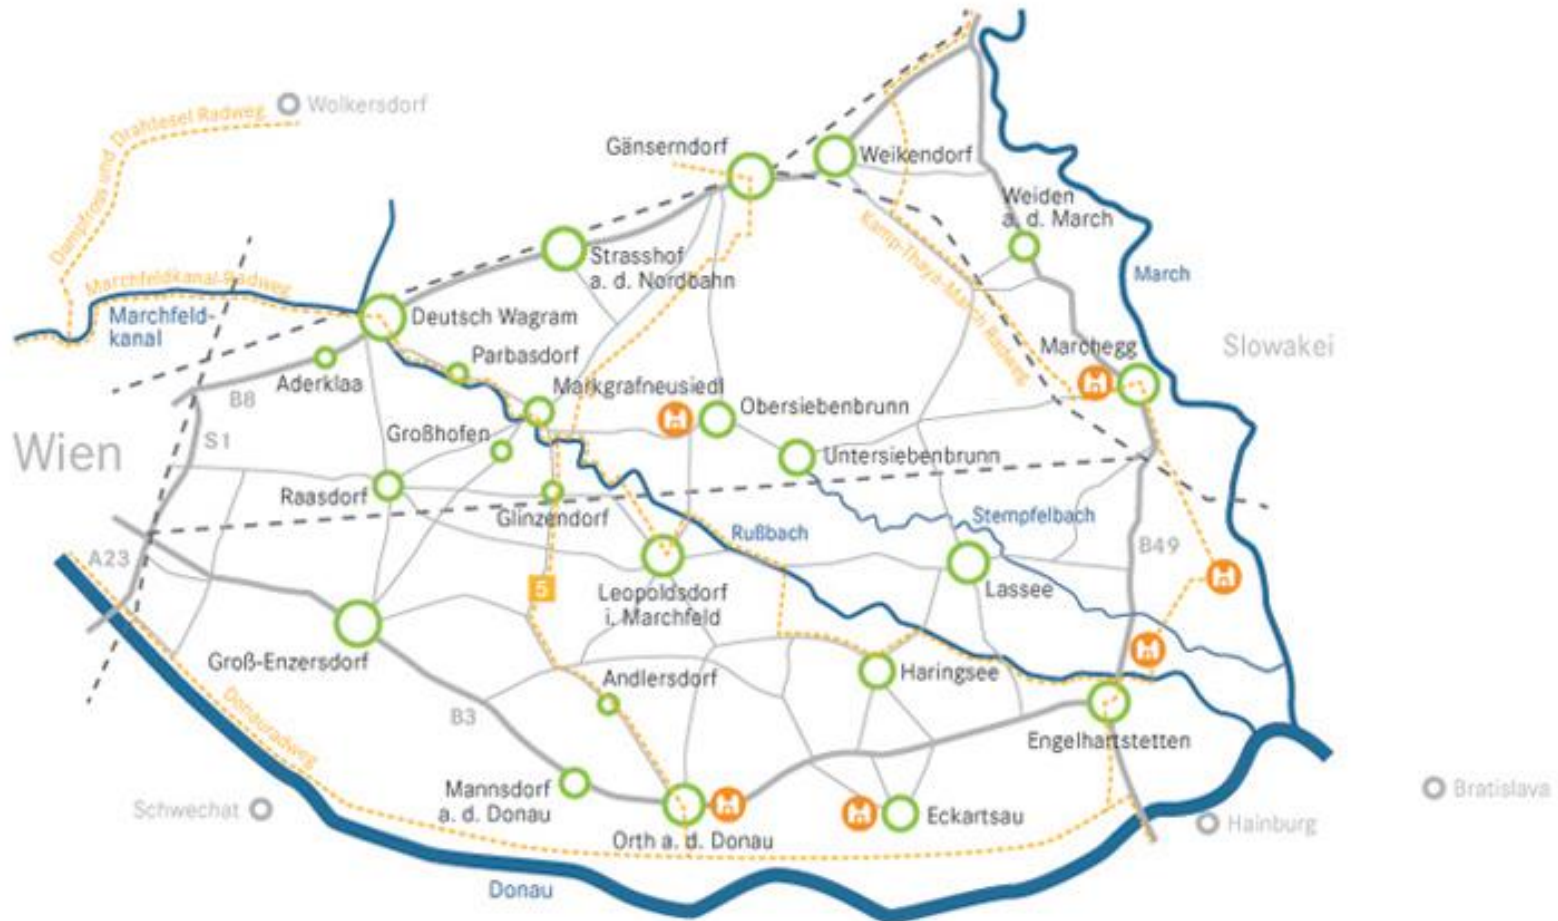 Wolkersdorf
Dampfross und Drahtesel Radweg
Gänserndorf
Weikendorf
Weiden
a. d. March
Strasshof
a. d. Nordbahn
Kamp-Thaya-March Radweg
March
Marchfeldkanal-Radweg
Marchfeld-
kanal
Deutsch Wagram
Slowakei
Marchegg
Parbasdorf
Aderklaa
Markgrafneusiedl
B8
Obersiebenbrunn
Großhofen
S1
Wien
Untersiebenbrunn
Raasdorf
Glinzendorf
Stempfelbach
Rußbach
B49
A23
5
Leopoldsdorf
i. Marchfeld
Lassee
Groß-Enzersdorf
Haringsee
Andlersdorf
B3
Donauradweg
Engelhartstetten
Mannsdorf
a. d. Donau
Schwechat
Bratislava
Eckartsau
Hainburg
Orth a. d. Donau
Donau